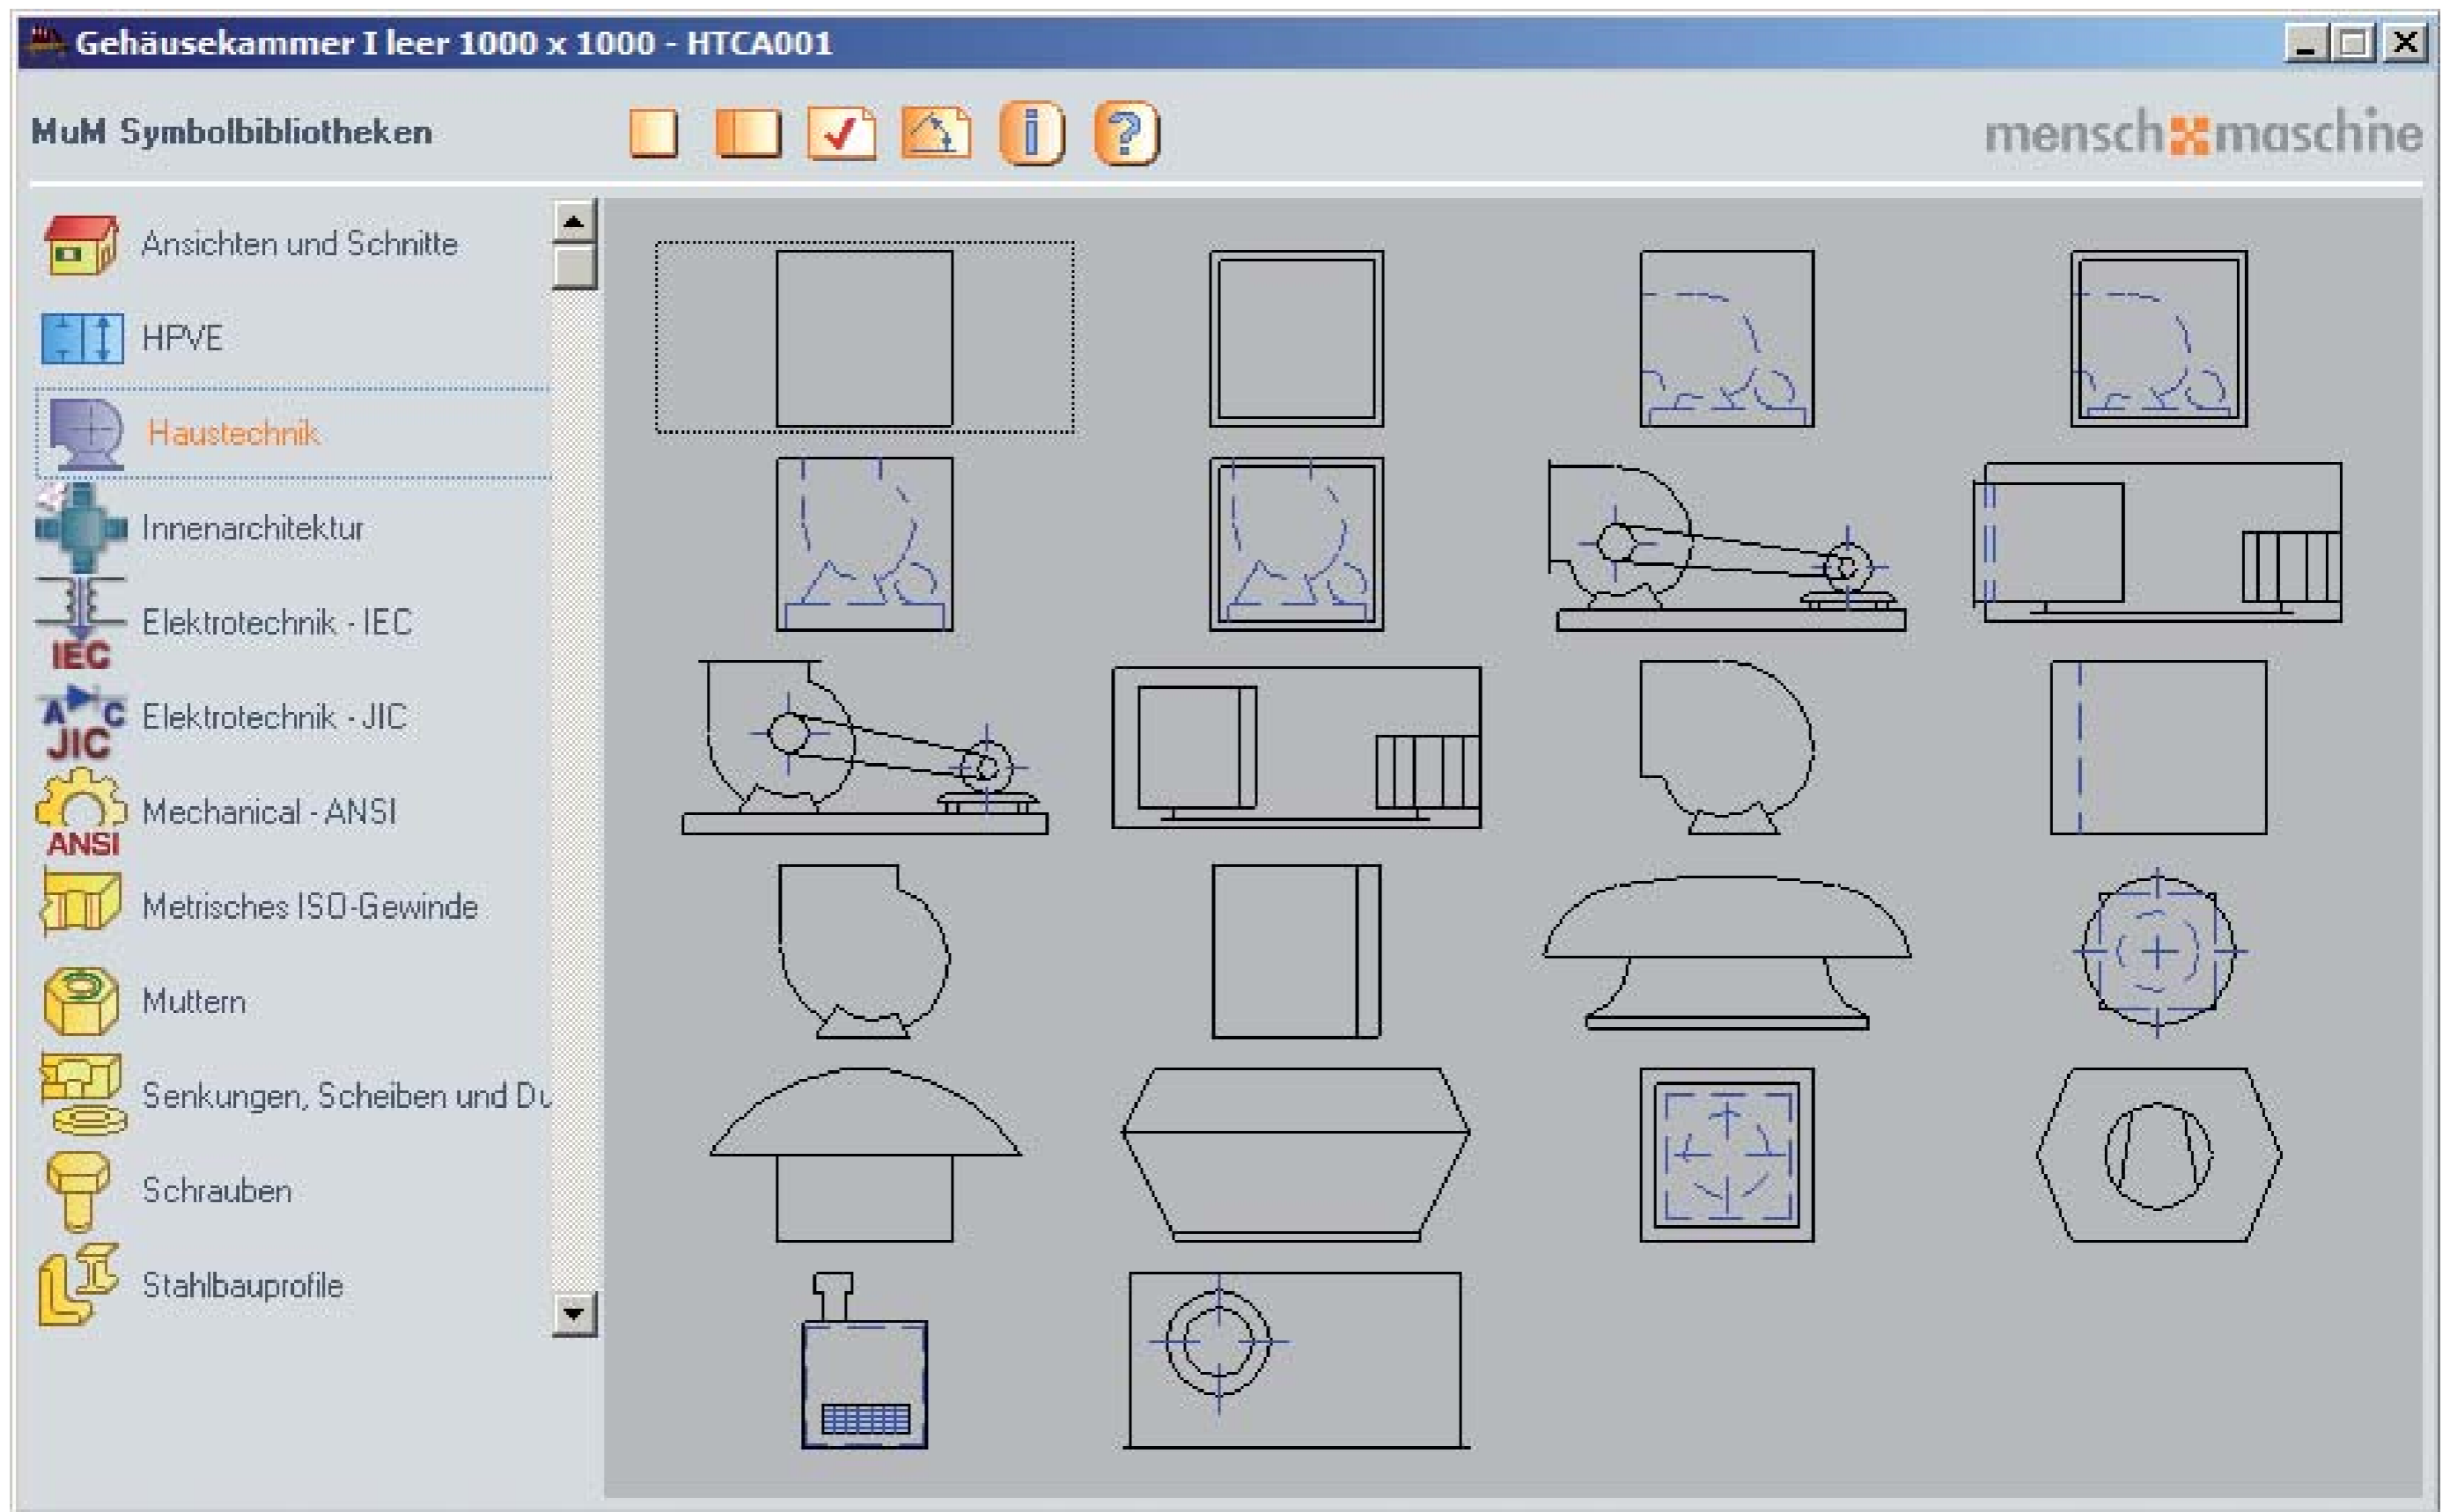 Gehäusekammer I leer 1000 x 1000 - HTCA001
MuM Symbolbibliotheken
i
?
mensch maschine
Ansichten und Schnitte
HPVE
Haustechnik
Innenarchitektur
IEC
Elektrotechnik - IEC
A C
JIC
Elektrotechnik - JIC
ANSI
Mechanical - ANSI
Metrisches ISO-Gewinde
Muttern
Senkungen, Scheiben und Du
Schrauben
Stahlbauprofile